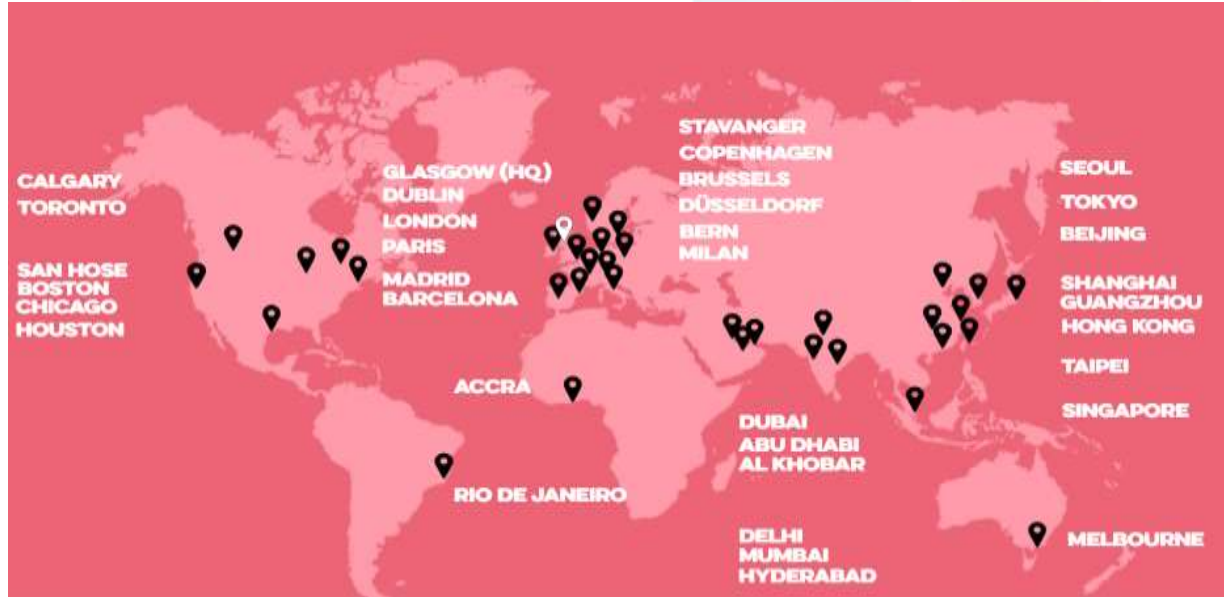 CALGARY
TORONTO
SAN HOSE
BOSTON
CHICAGO
HOUSTON
GLASGOW (HQ)
DUBLIN
LONDON
PARIS
MADRID
BARCELONA
STAVANGER
COPENHAGEN
BRUSSELS
DÜSSELDORF
BERN
MILAN
SEOUL
TOKYO
BEIJING
SHANGHAI
GUANGZHOU
HONG KONG
TAIPEI
SINGAPORE
ACCRA
RIO DE JANEIRO
DUBAI
ABU DHABI
AL KHOBAR
DELHI
MUMBAI
HYDERABAD
MELBOURNE